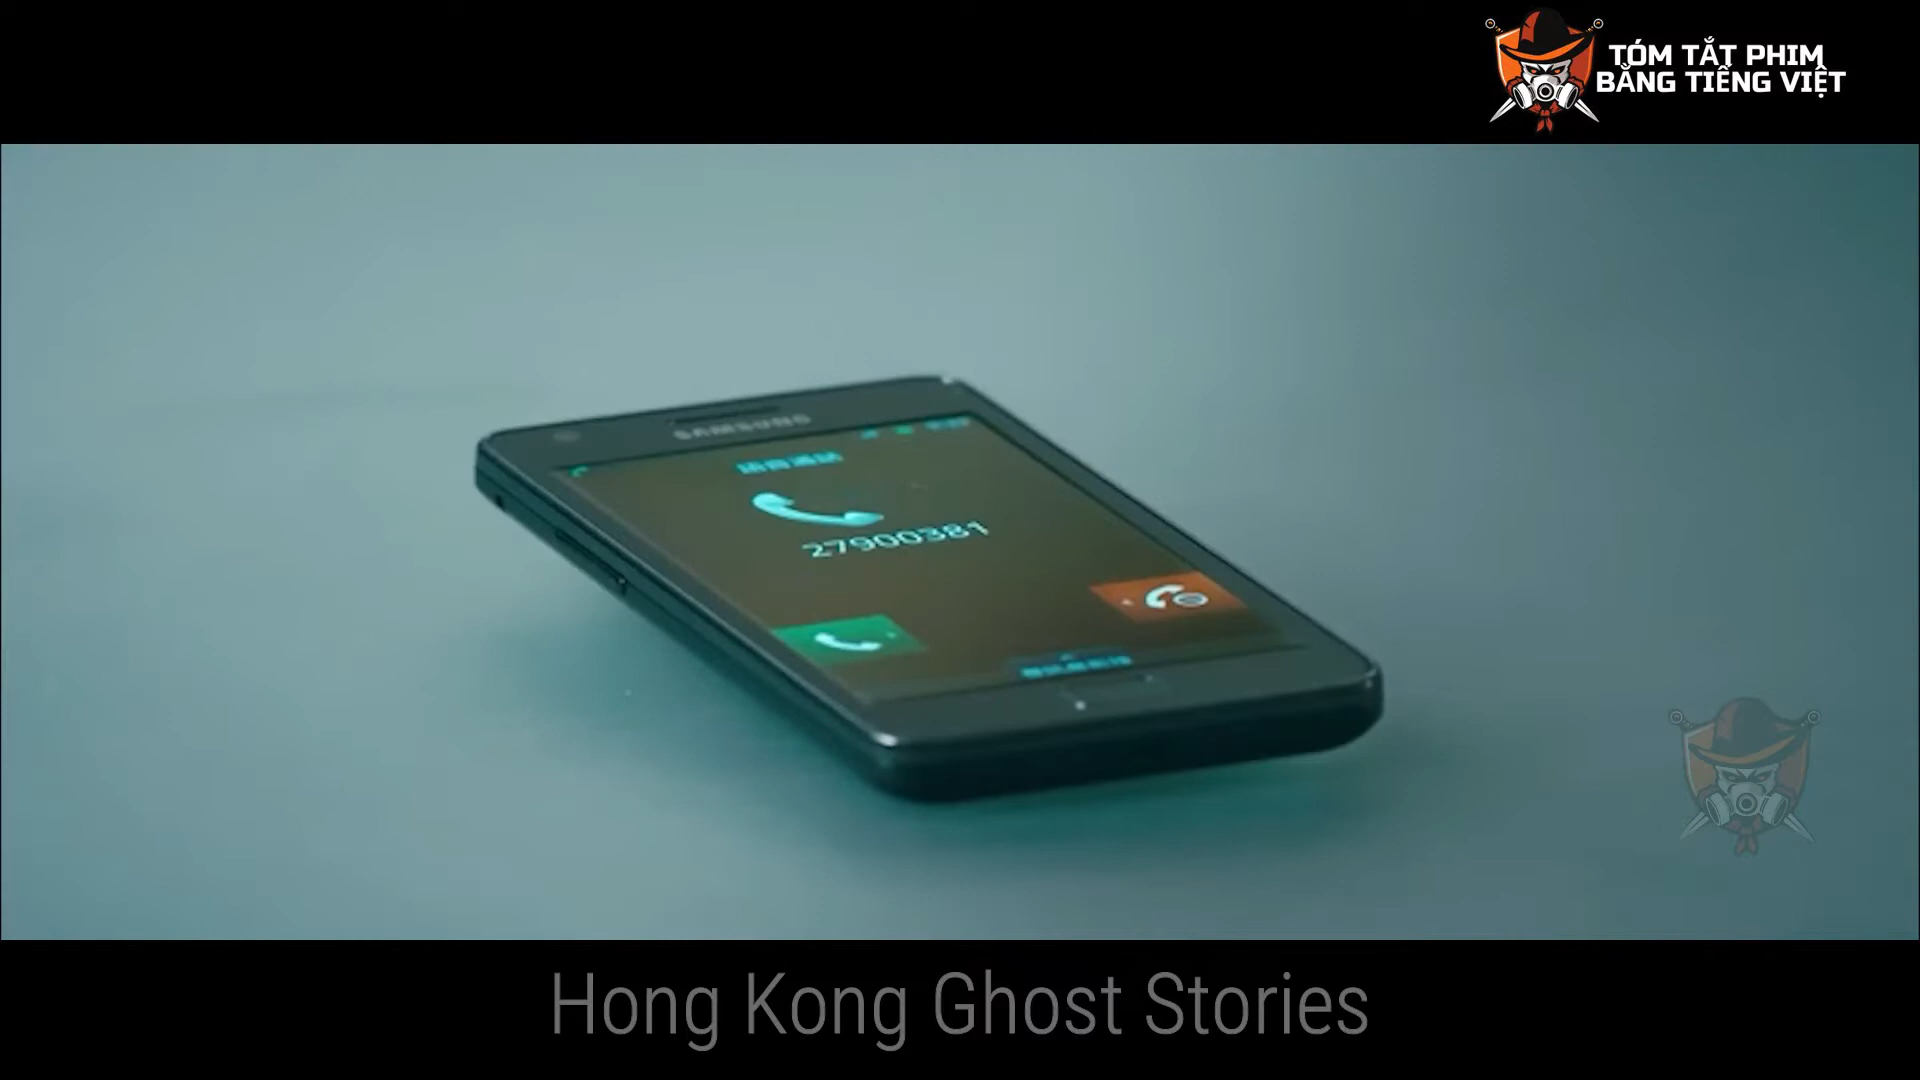 TÓM TẮT PHIM
BẰNG TIẾNG VIỆT
SAMSUNG
27900381
Hong Kong Ghost Stories